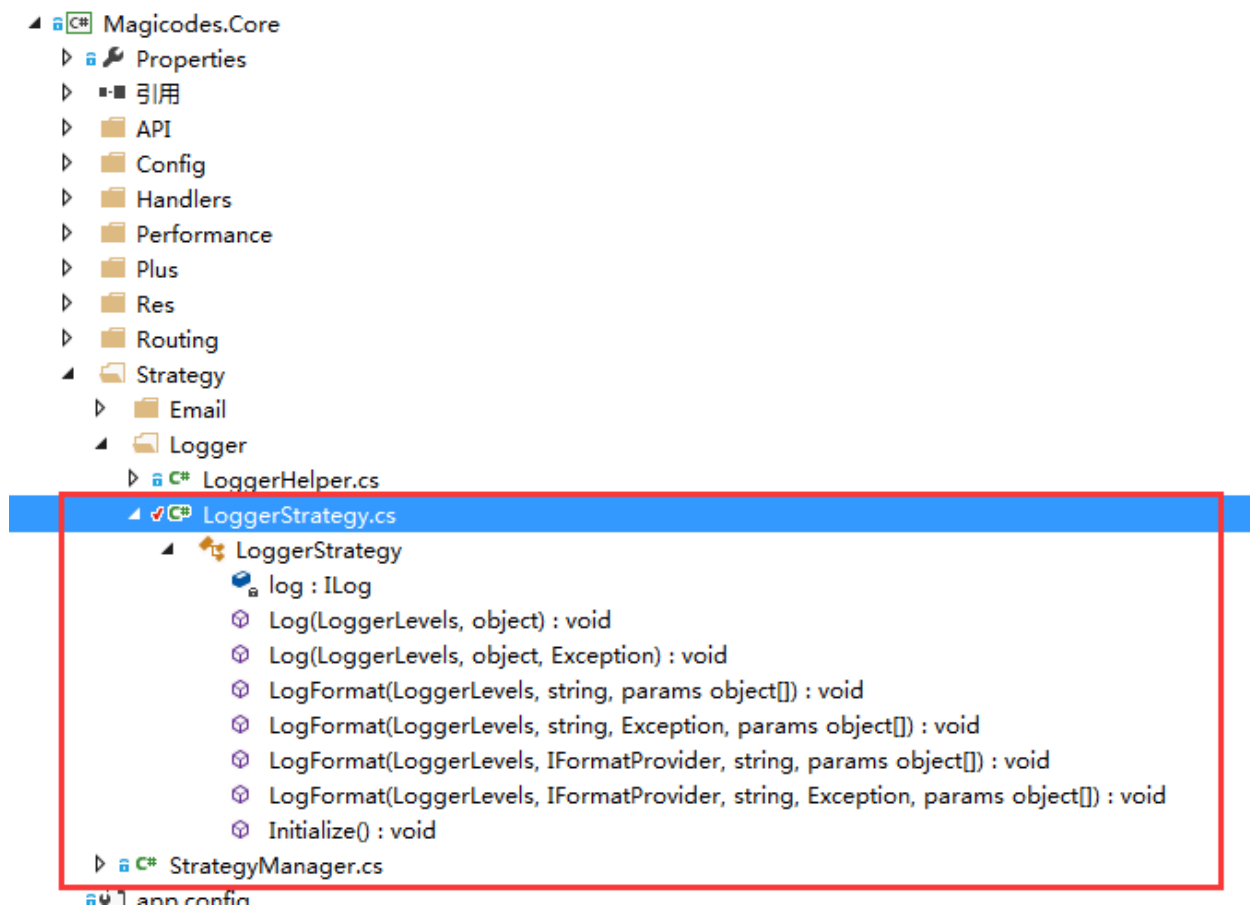 C# Magicodes.Core
Properties
引用
API
Config
Handlers
Performance
Plus
Res
Routing
Strategy
Email
Logger
C# LoggerHelper.cs
C# LoggerStrategy.cs
LoggerStrategy
log : ILog
Log(LoggerLevels, object) : void
Log(LoggerLevels, object, Exception) : void
LogFormat(LoggerLevels, string, params object[]) : void
LogFormat(LoggerLevels, string, Exception, params object[]) : void
LogFormat(LoggerLevels, IFormatProvider, string, params object[]) : void
LogFormat(LoggerLevels, IFormatProvider, string, Exception, params object[]) : void
Initialize() : void
C# StrategyManager.cs
app.config